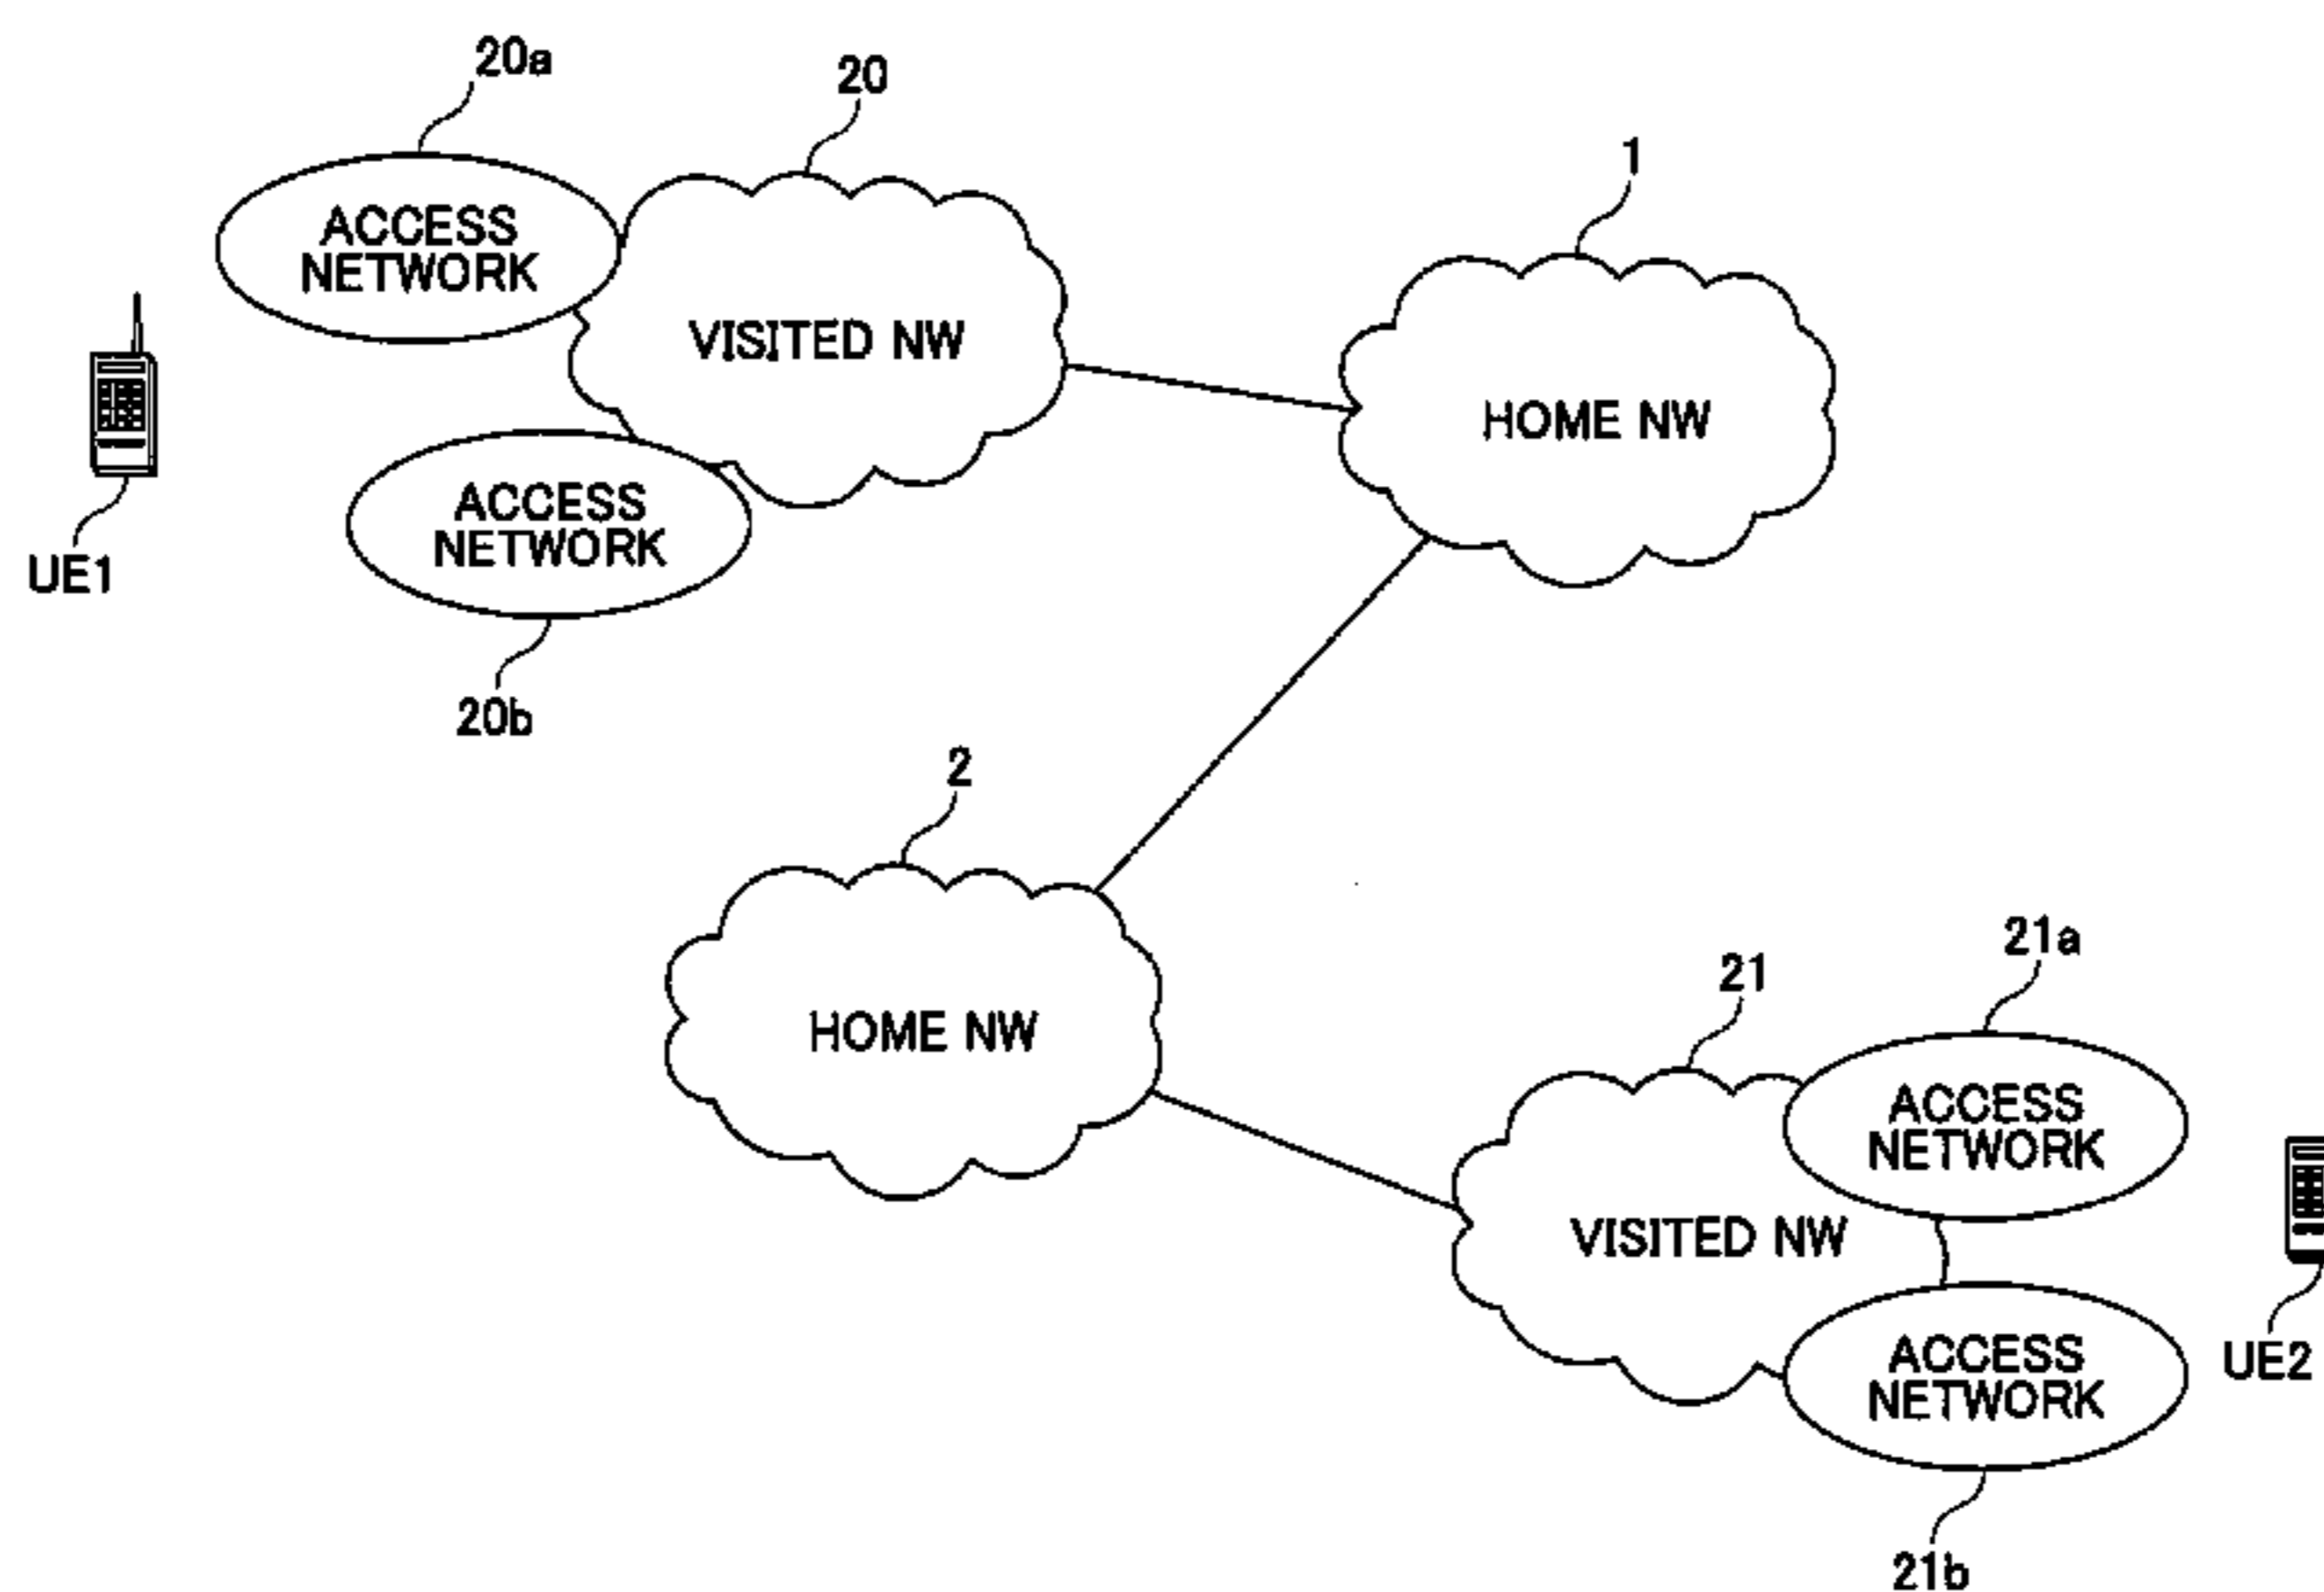 20a
20
1
ACCESS
NETWORK
VISITED NW
HOME NW
ACCESS
NETWORK
UE1
20b
2
21a
21
HOME NW
ACCESS
NETWORK
VISITED NW
ACCESS
NETWORK
UE2
21b